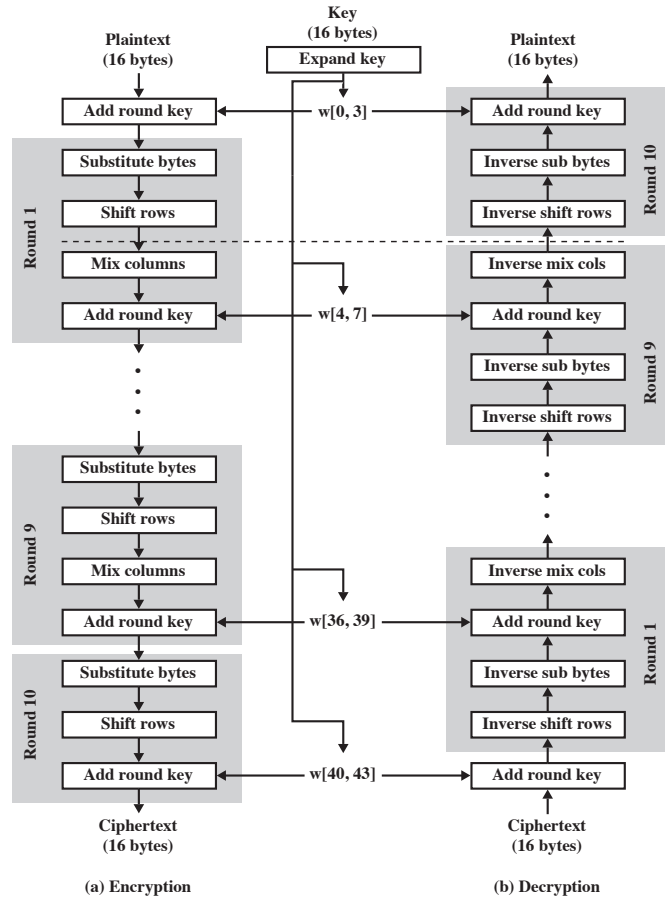 Key
(16 bytes)
Expand key
Plaintext
(16 bytes)
Add round key
Round 1
Substitute bytes
Shift rows
Mix columns
Add round key
Round 9
Substitute bytes
Shift rows
Mix columns
Add round key
Round 10
Substitute bytes
Shift rows
Add round key
Ciphertext
(16 bytes)
(a) Encryption
w[0, 3]
w[4, 7]
w[36, 39]
w[40, 43]
Plaintext
(16 bytes)
Add round key
Inverse sub bytes
Inverse shift rows
Round 10
Inverse mix cols
Add round key
Inverse sub bytes
Inverse shift rows
Round 9
Inverse mix cols
Add round key
Inverse sub bytes
Inverse shift rows
Round 1
Add round key
Ciphertext
(16 bytes)
(b) Decryption